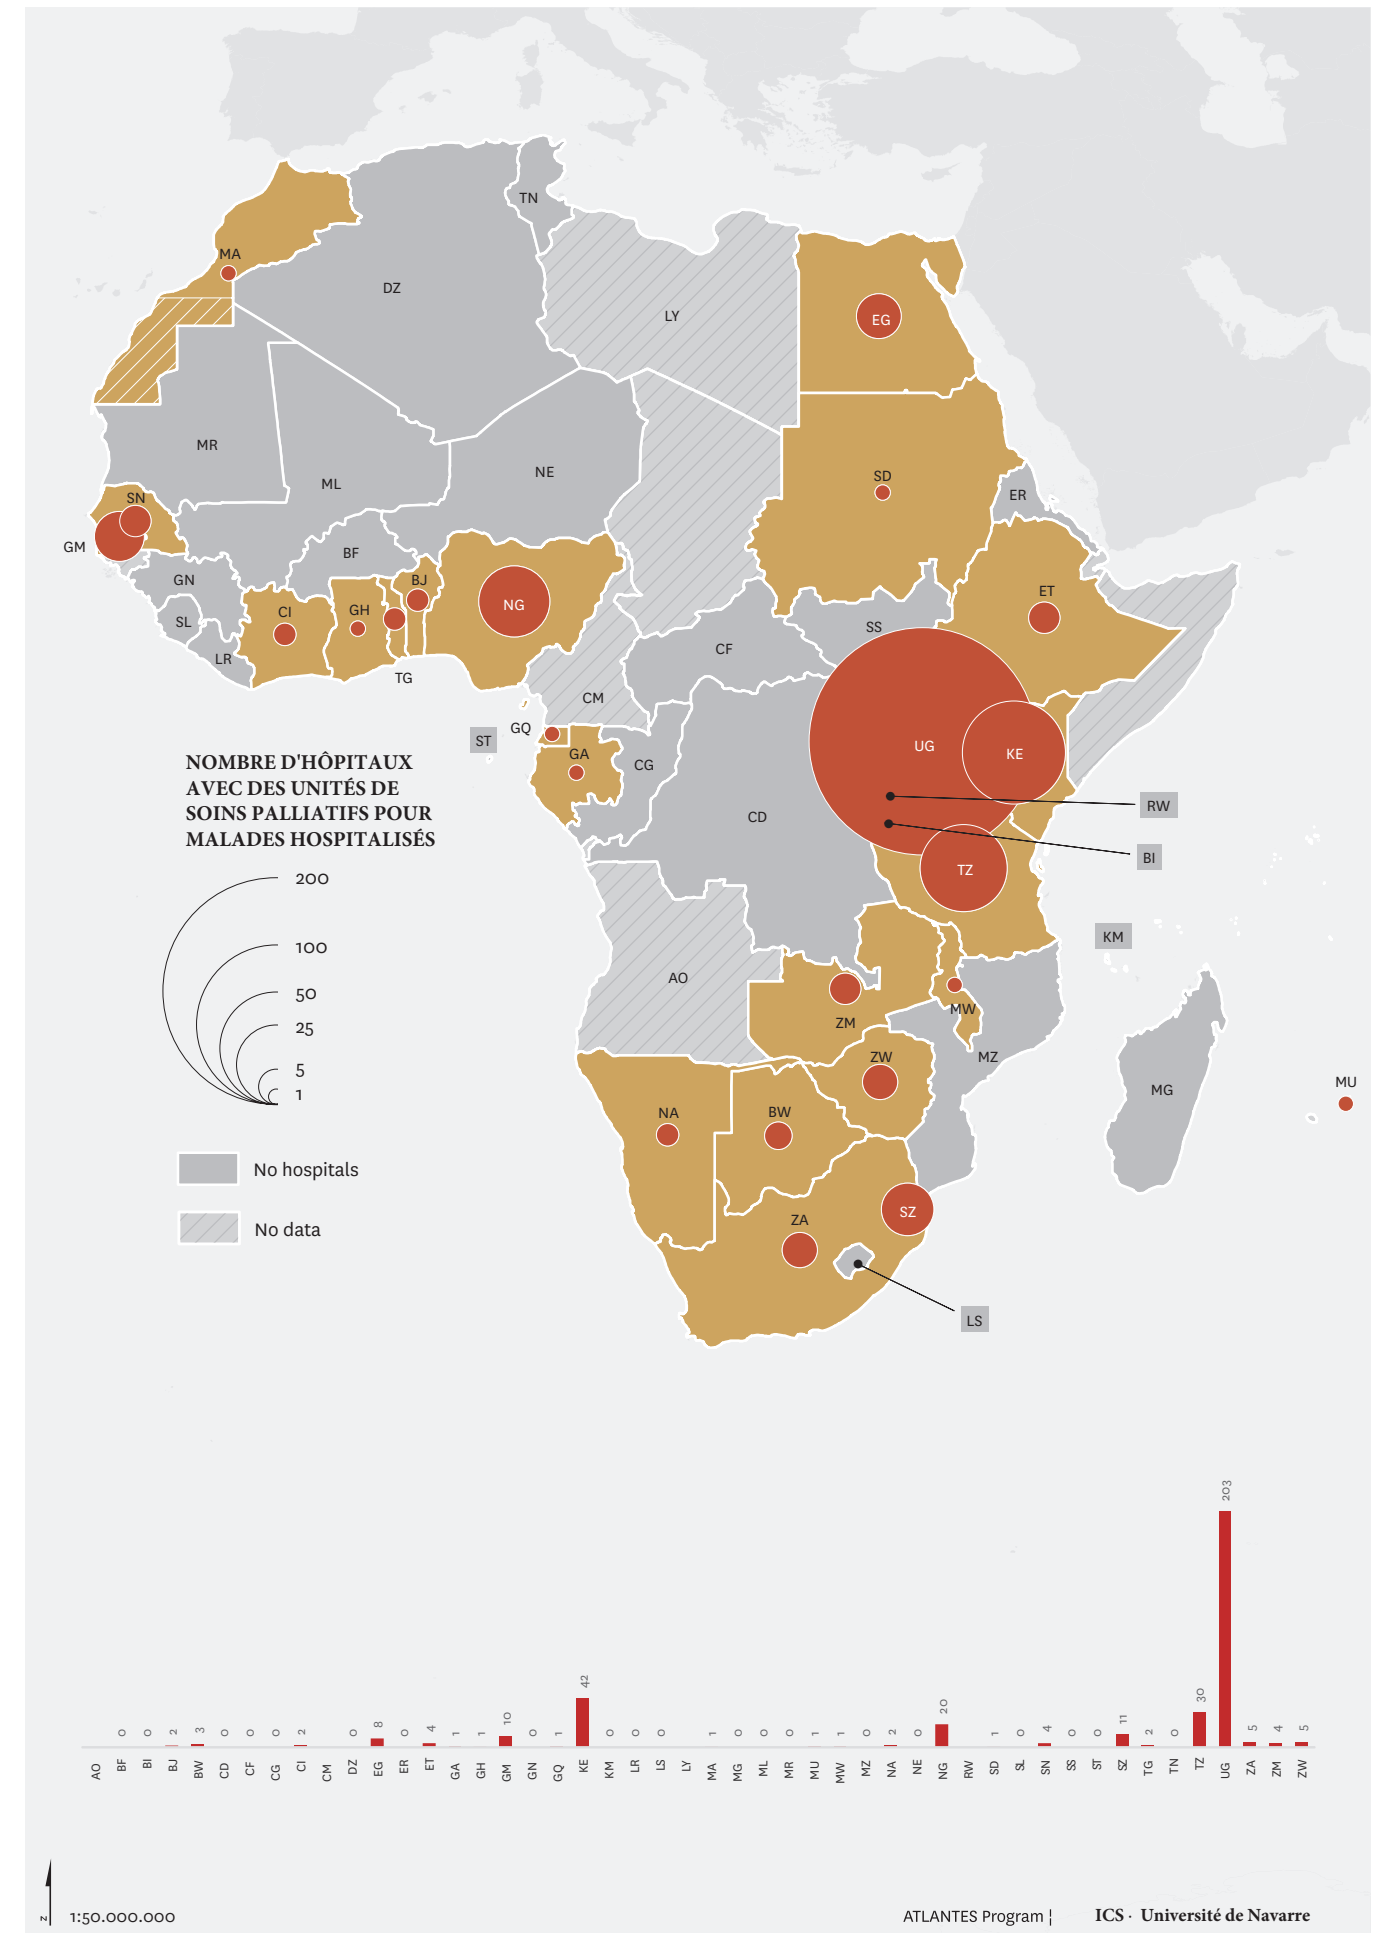 TN
MA
DZ
LY
EG
MR
NE
SD
ML
ER
SN
GM
BF
GN
BJ
ET
NG
CI
GH
SL
SS
LR
CF
TG
CM
GQ
ST
UG
GA
KE
CG
NOMBRE D'HÔPITAUX
AVEC DES UNITÉS DE
SOINS PALLIATIFS POUR
MALADES HOSPITALISÉS
RW
CD
BI
TZ
200
KM
100
AO
50
MW
ZM
25
ZW
MZ
5
MU
MG
1
NA
BW
No hospitals
SZ
ZA
No data
LS
0 0 2 3 0 0 0 2 0 8 0 4 1 1 10 0 1 42 0 0 0 1 0 0 0 1 1 0 2 0 20 1 0 4 0 0 11 2 0 30 203 5 4 5
AO BF BI BJ BW CD CF CG CI CM DZ EG ER ET GA GH GM GN GQ KE KM LR LS LY MA MG ML MR MU MW MZ NA NE NG RW SD SL SN SS ST SZ TG TN TZ UG ZA ZM ZW
N
1:50.000.000
ATLANTES Program ¦ ICS · Université de Navarre